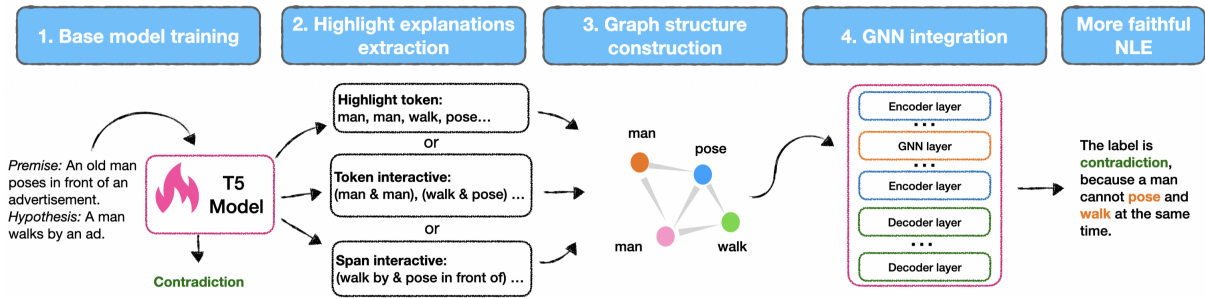 1. Base model training
2. Highlight explanations
extraction
3. Graph structure
construction
4. GNN integration
More faithful
NLE
Premise: An old man
poses in front of an
advertisement.
Hypothesis: A man
walks by an ad.
T5
Model
Contradiction
Highlight token:
man, man, walk, pose...
or
Token interactive:
(man & man), (walk & pose) ...
or
Span interactive:
(walk by & pose in front of) ...
man
pose
man
walk
Encoder layer
...
GNN layer
...
Encoder layer
Decoder layer
...
Decoder layer
The label is
contradiction,
because a man
cannot pose and
walk at the same
time.